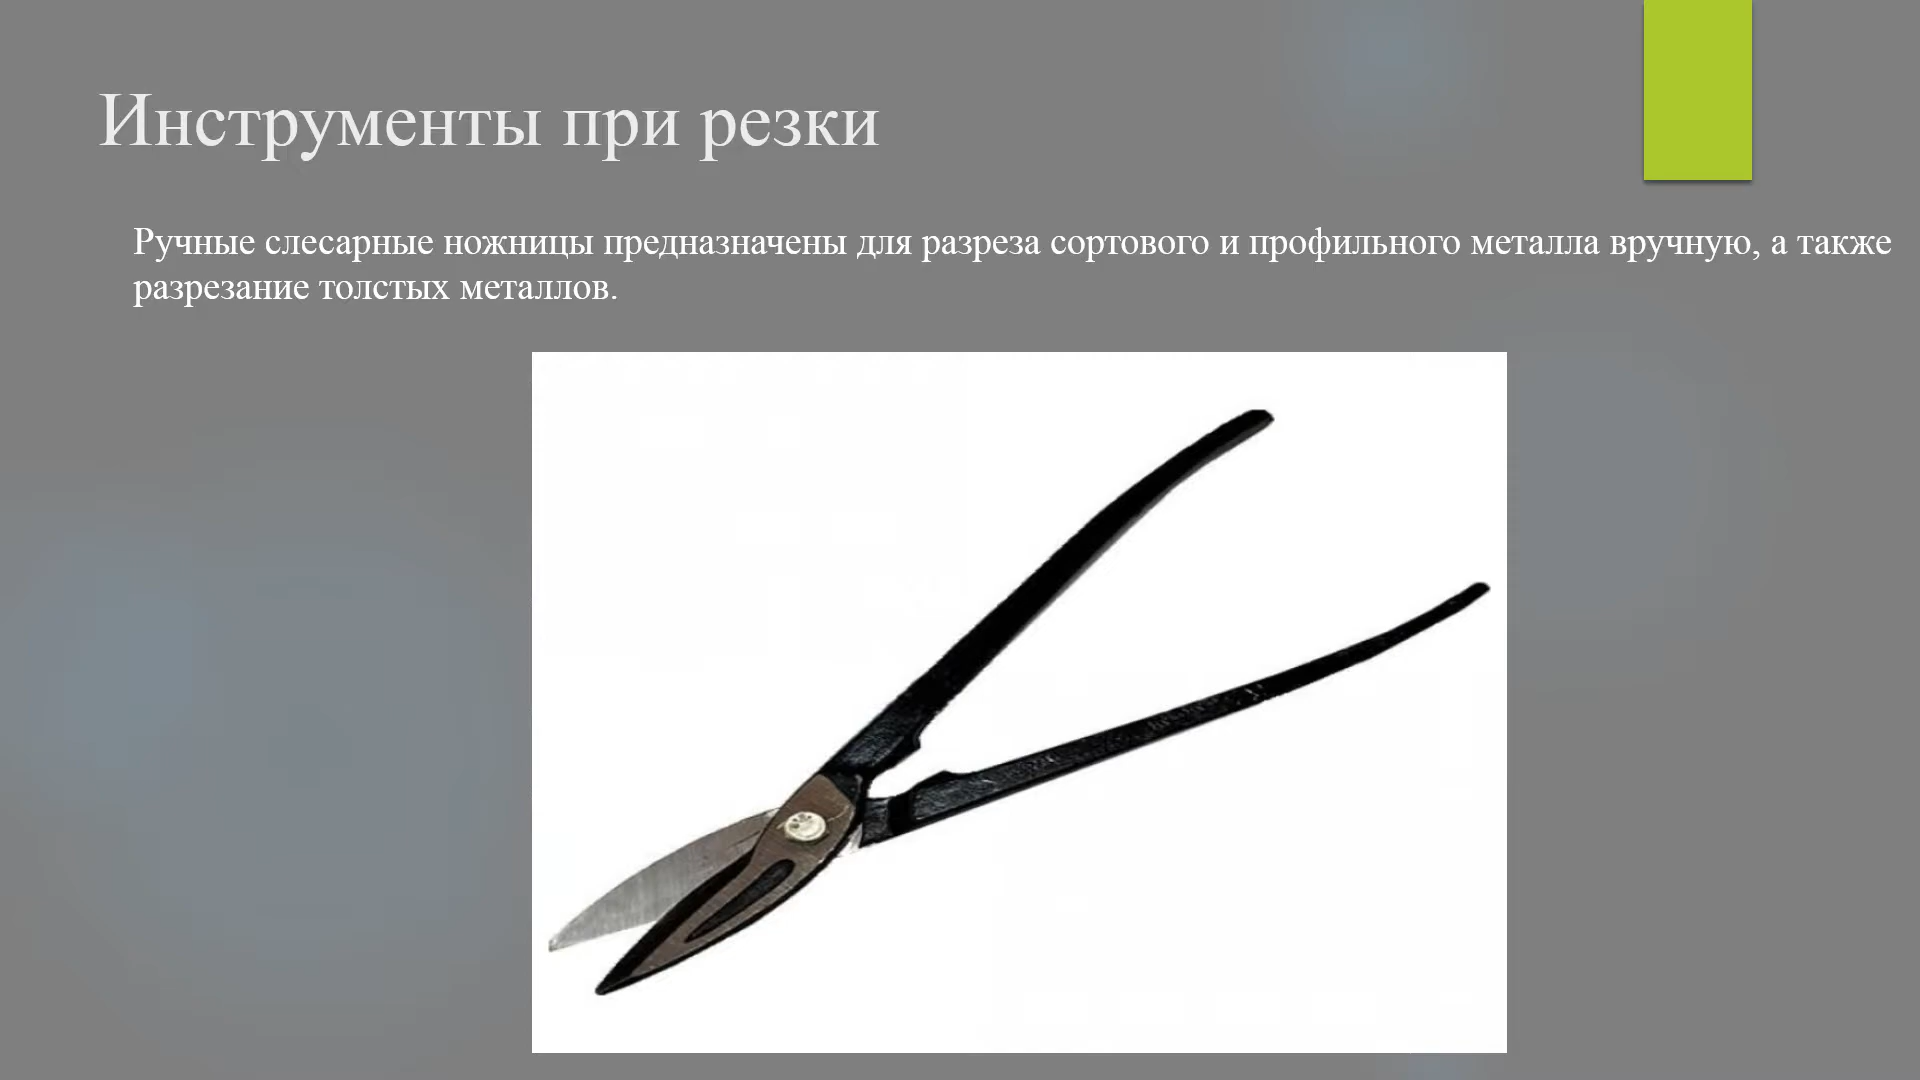 Инструменты при резки
Ручные слесарные ножницы предназначены для разреза сортового и профильного металла вручную, а также
разрезание толстых металлов.